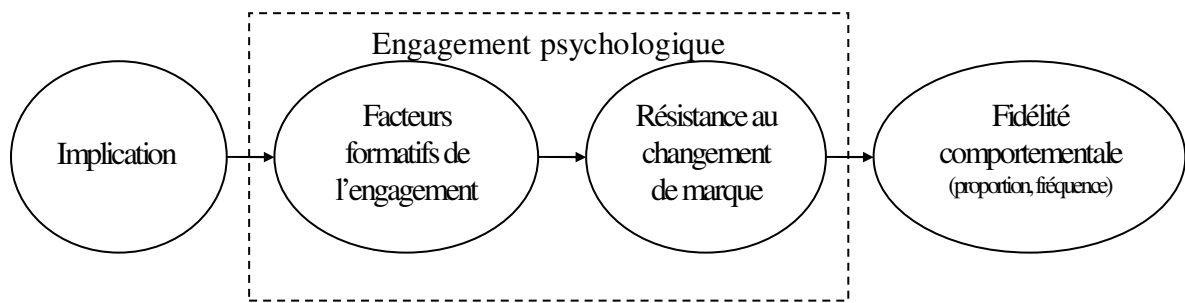 Engagement psychologique
Implication
Facteurs
formatifs de
l’engagement
Résistance au
changement
de marque
Fidélité
comportementale
(proportion, fréquence)